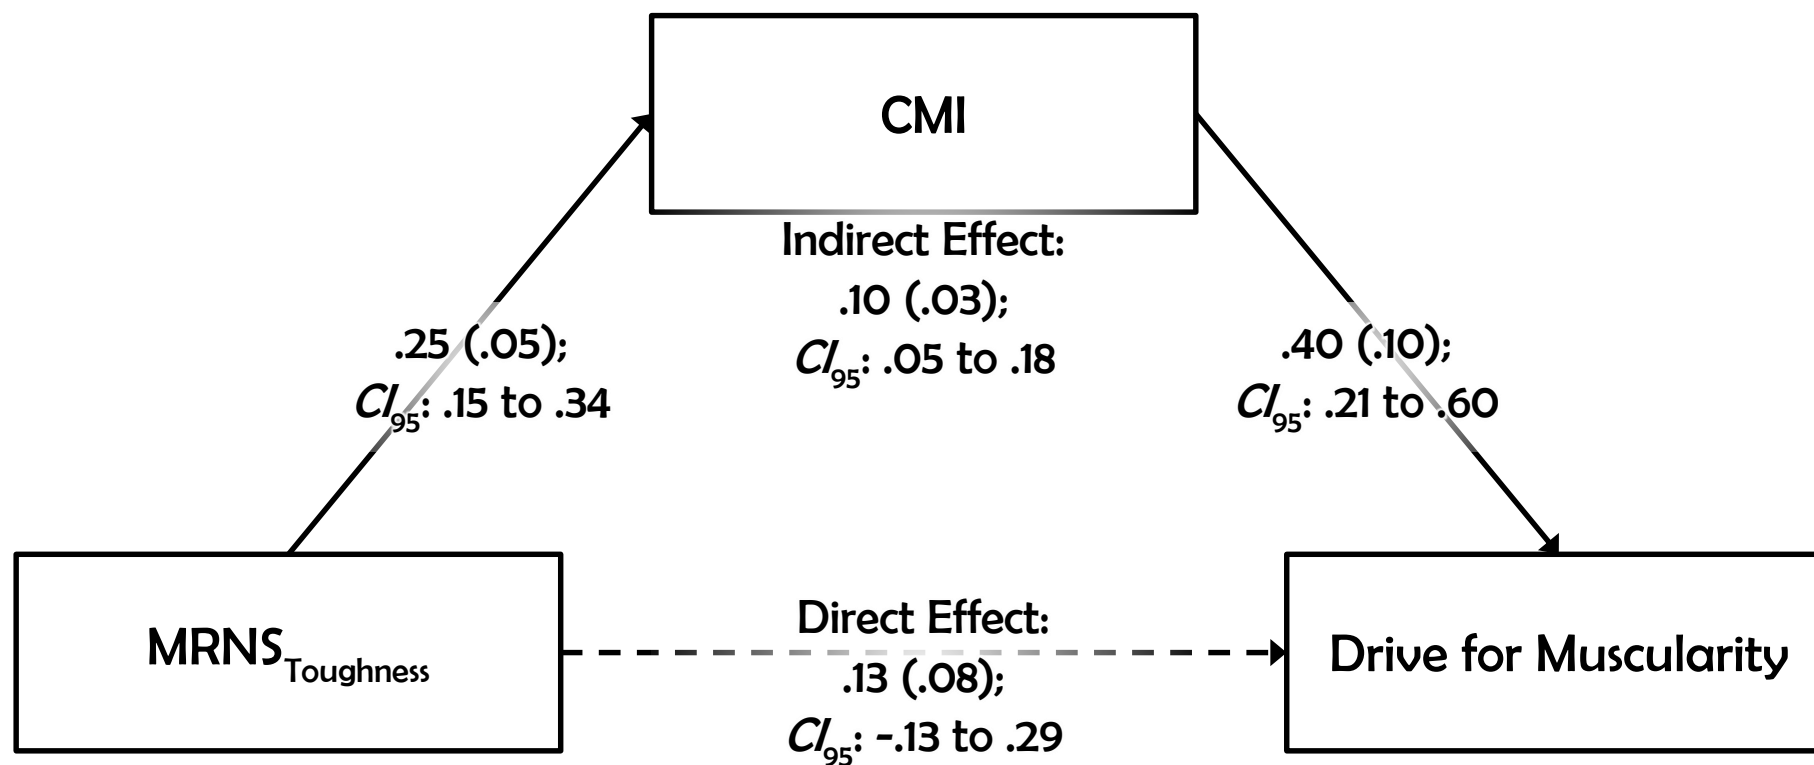 CMI
Indirect Effect:
.10 (.03);
CI95: .05 to .18
.25 (.05);
CI95: .15 to .34
.40 (.10);
CI95: .21 to .60
MRNSToughness
Direct Effect:
.13 (.08);
CI95: -.13 to .29
Drive for Muscularity